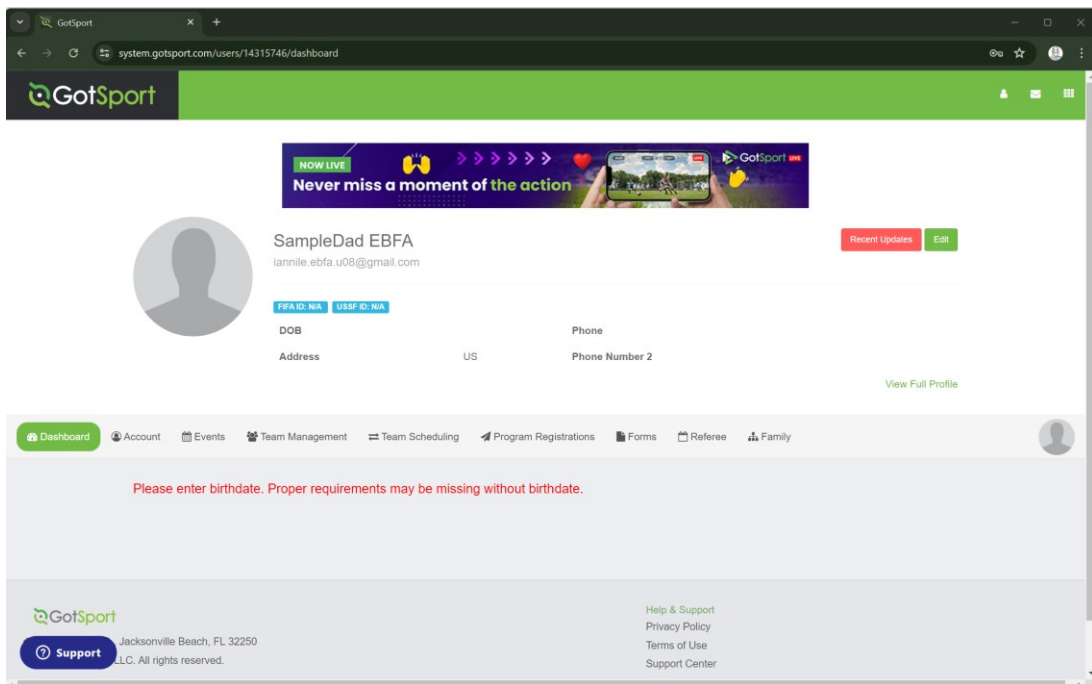 GotSport
system.gotsport.com/users/14315746/dashboard
GotSport
NOW LIVE
Never miss a moment of the action
GotSport LIVE
SampleDad EBFA
iannile.ebfa.u08@gmail.com
Recent Updates Edit
FIFA ID: N/A USSF ID: N/A
DOB Phone
Address US Phone Number 2
View Full Profile
Dashboard Account Events Team Management Team Scheduling Program Registrations Forms Referee Family
Please enter birthdate. Proper requirements may be missing without birthdate.
GotSport
Jacksonville Beach, FL 32250
LLC. All rights reserved.
Support
Help & Support
Privacy Policy
Terms of Use
Support Center